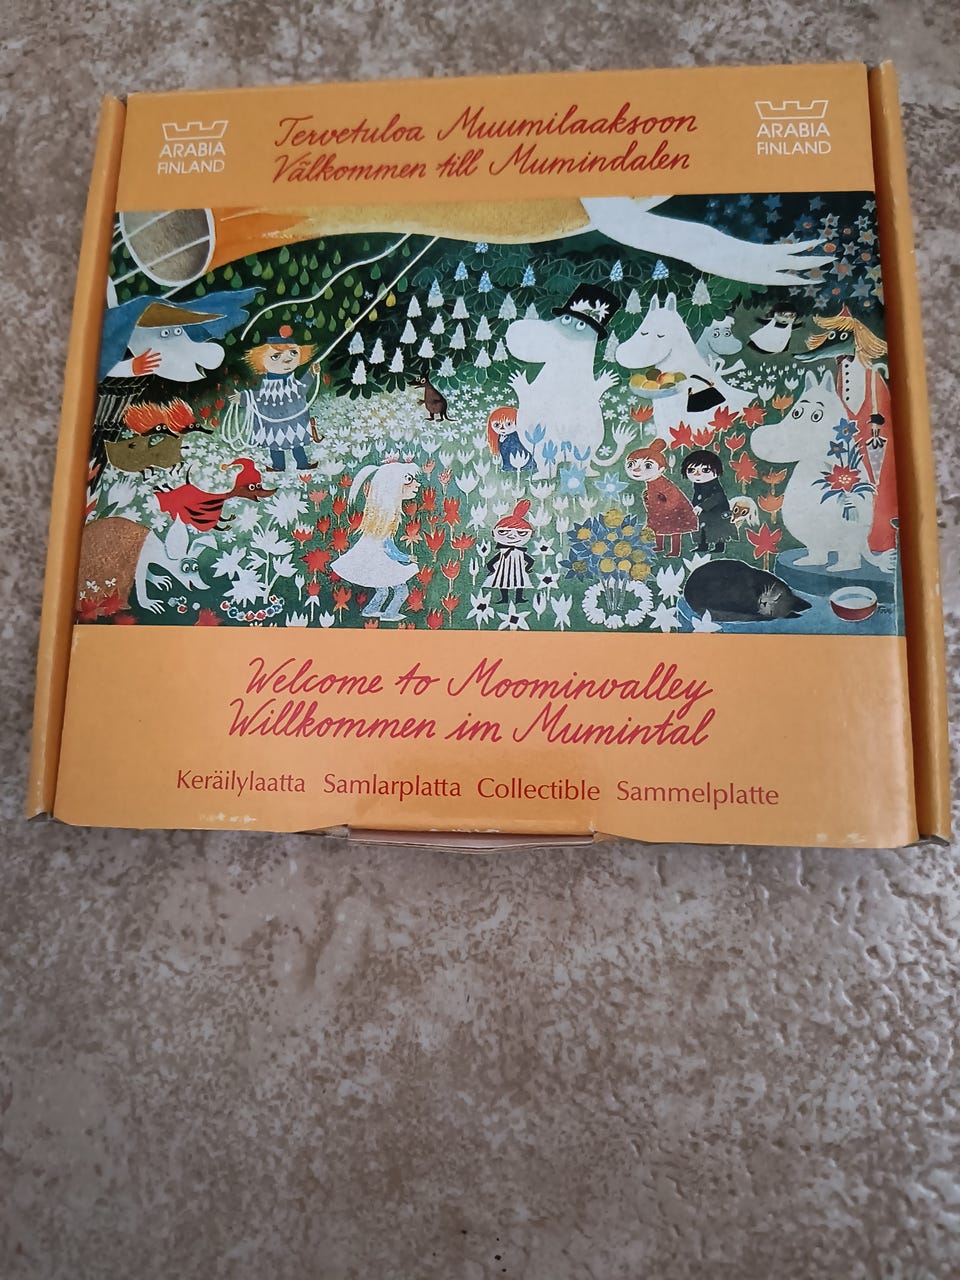 ARABIA
FINLAND
Tervetuloa Muumilaaksoon
Välkommen till Mumindalen
ARABIA
FINLAND
Welcome to Moominvalley
Willkommen im Mumintal
Keräilylaatta Samlarplatta Collectible Sammelplatte